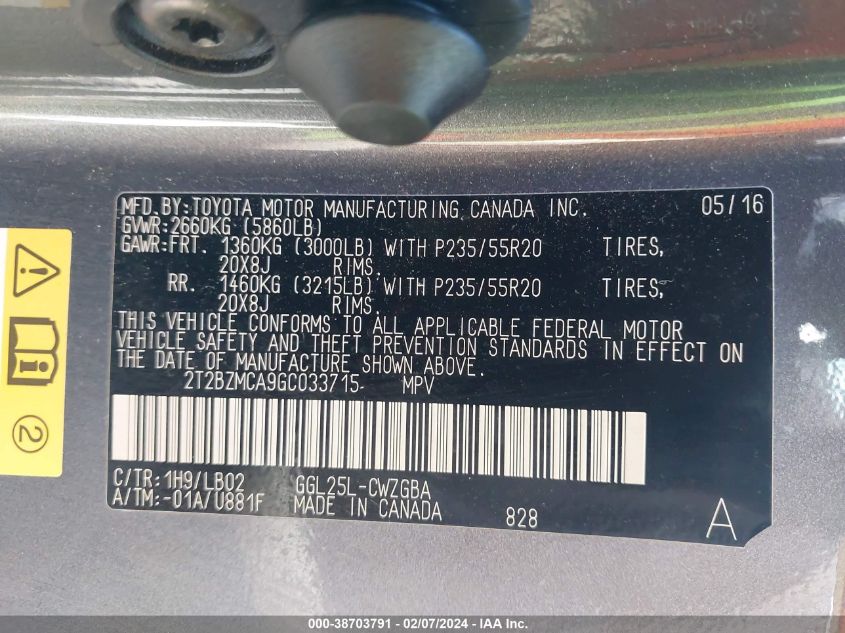 MFD. BY: TOYOTA MOTOR MANUFACTURING CANADA INC. 05/16
GVWR: 2660KG (5860LB)
GAWR: FRT. 1360KG (3000LB) WITH P235/55R20 TIRES,
20X8J RIMS.
RR. 1460KG (3215LB) WITH P235/55R20 TIRES,
20X8J RIMS.
THIS VEHICLE CONFORMS TO ALL APPLICABLE FEDERAL MOTOR
VEHICLE SAFETY AND THEFT PREVENTION STANDARDS IN EFFECT ON
THE DATE OF MANUFACTURE SHOWN ABOVE.
2T2BZMCA9GC033715- MPV
C/TR: 1H9/LB02 GGL25L-CWZGBA
A/TM: -01A/U881F MADE IN CANADA 828 A
2
000-38703791 - 02/07/2024 - IAA Inc.